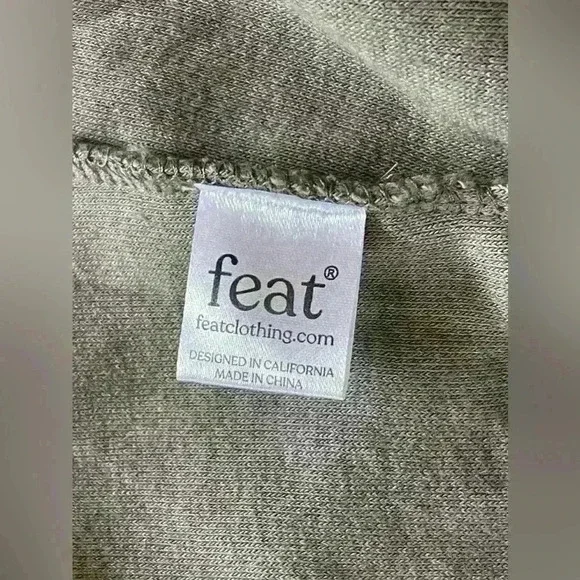 feat®
featclothing.com
DESIGNED IN CALIFORNIA
MADE IN CHINA